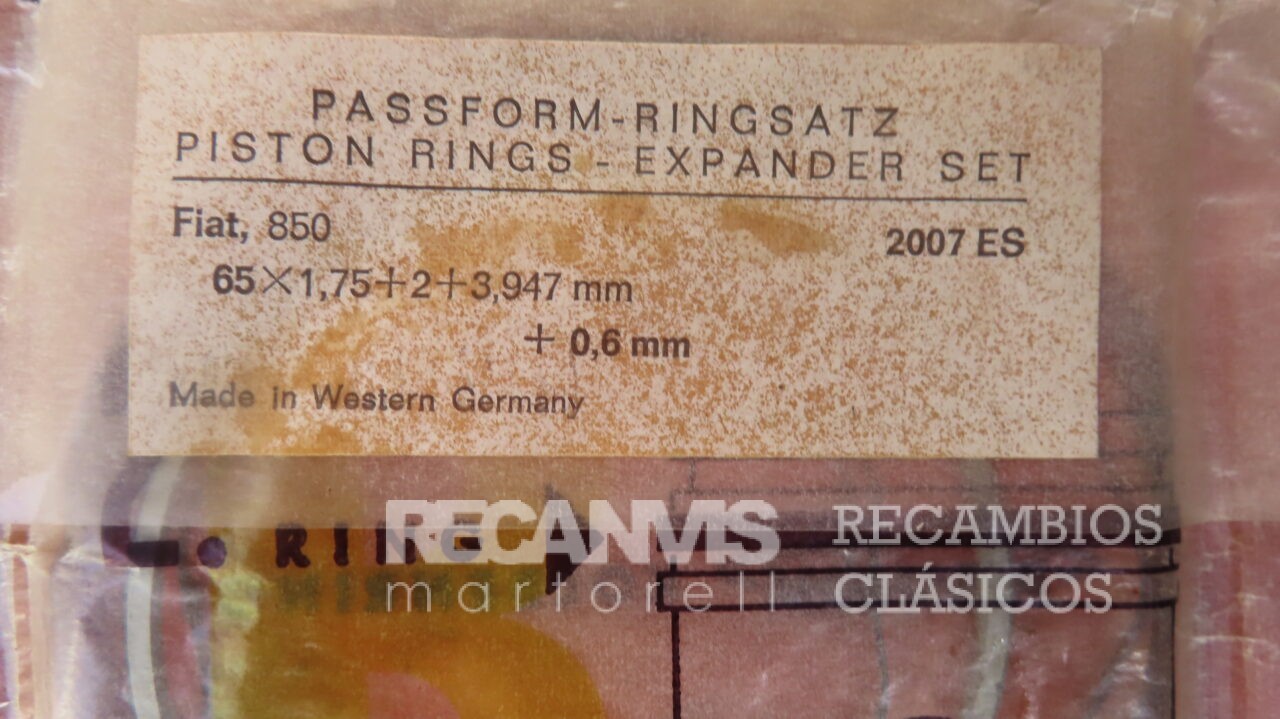 PASSFORM-RINGSATZ
PISTON RINGS - EXPANDER SET
Fiat, 850
2007 ES
65×1,75+2+3,947 mm
+ 0,6 mm
Made in Western Germany
RING
RECANVIS
martorell
RECAMBIOS
CLÁSICOS